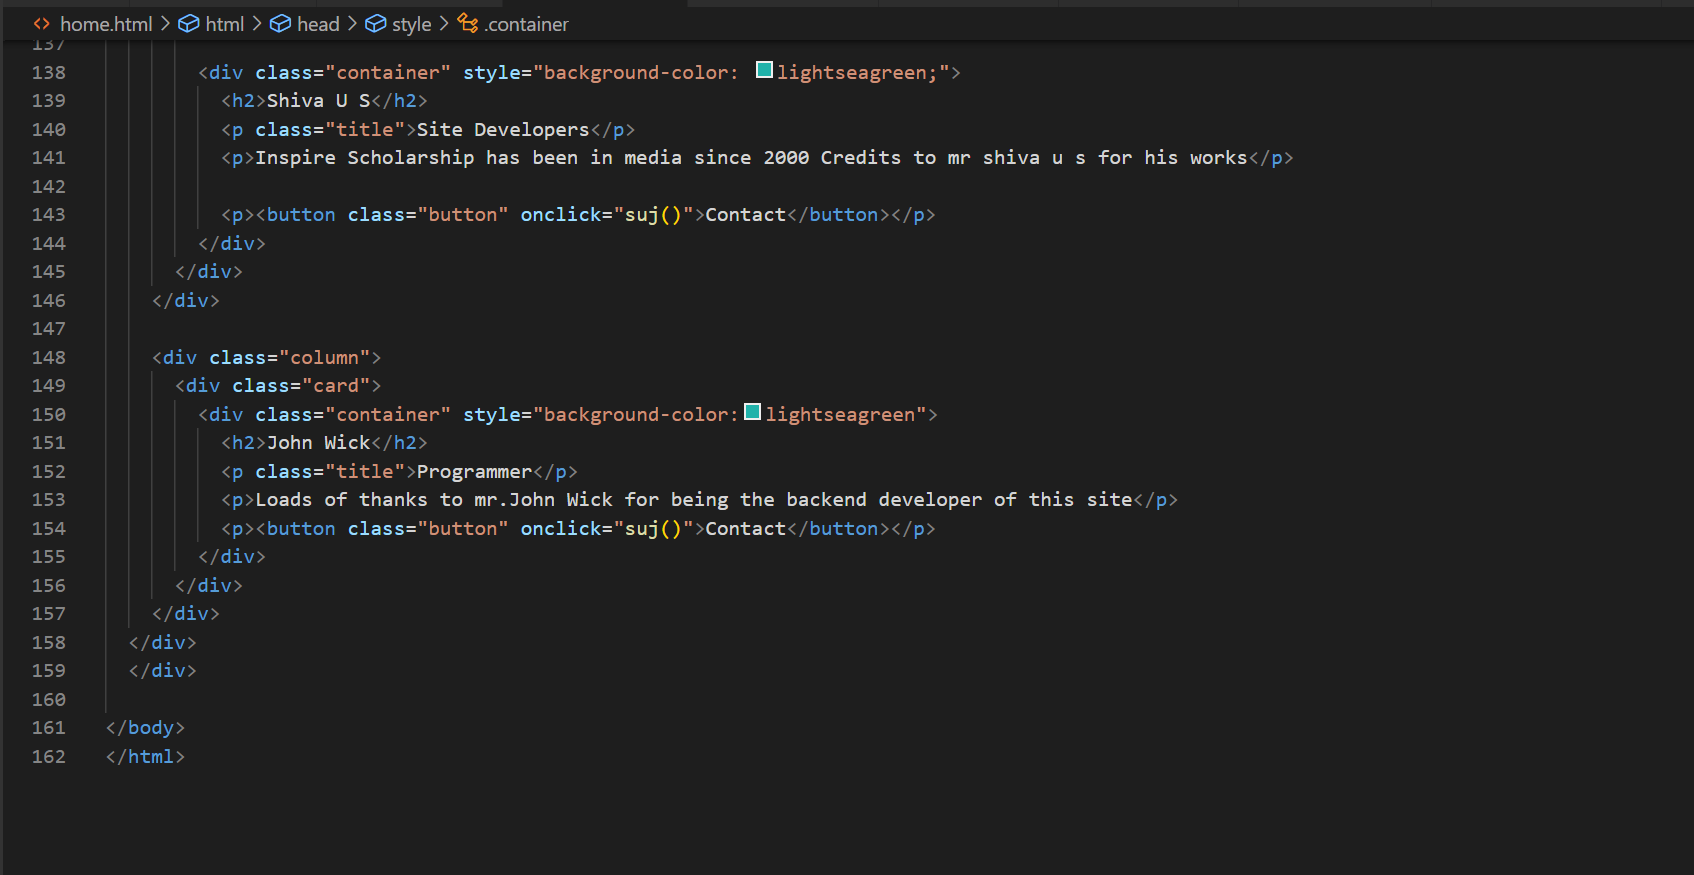 home.html > html > head > style > .container
137
138 <div class="container" style="background-color: lightseagreen;">
139 <h2>Shiva U S</h2>
140 <p class="title">Site Developers</p>
141 <p>Inspire Scholarship has been in media since 2000 Credits to mr shiva u s for his works</p>
142
143 <p><button class="button" onclick="suj()">Contact</button></p>
144 </div>
145 </div>
146 </div>
147
148 <div class="column">
149 <div class="card">
150 <div class="container" style="background-color:lightseagreen">
151 <h2>John Wick</h2>
152 <p class="title">Programmer</p>
153 <p>Loads of thanks to mr.John Wick for being the backend developer of this site</p>
154 <p><button class="button" onclick="suj()">Contact</button></p>
155 </div>
156 </div>
157 </div>
158 </div>
159 </div>
160
161 </body>
162 </html>